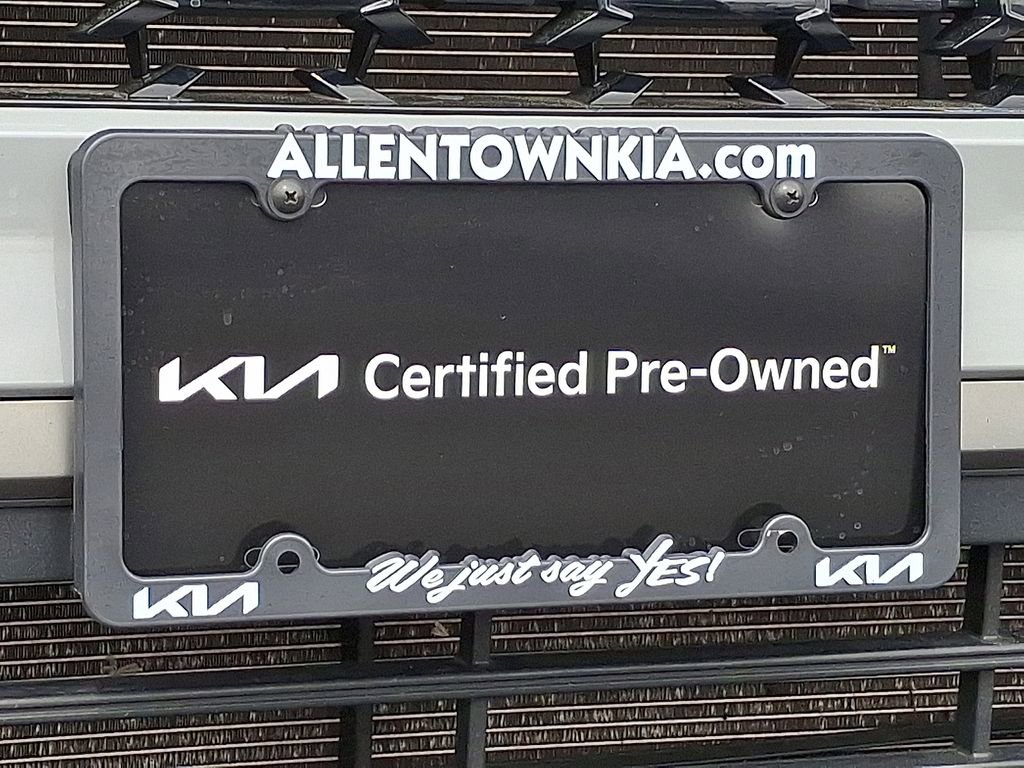 ALLENTOWNKIA.com
KIA Certified Pre-Owned™
We just say YES!
KIA
KIA